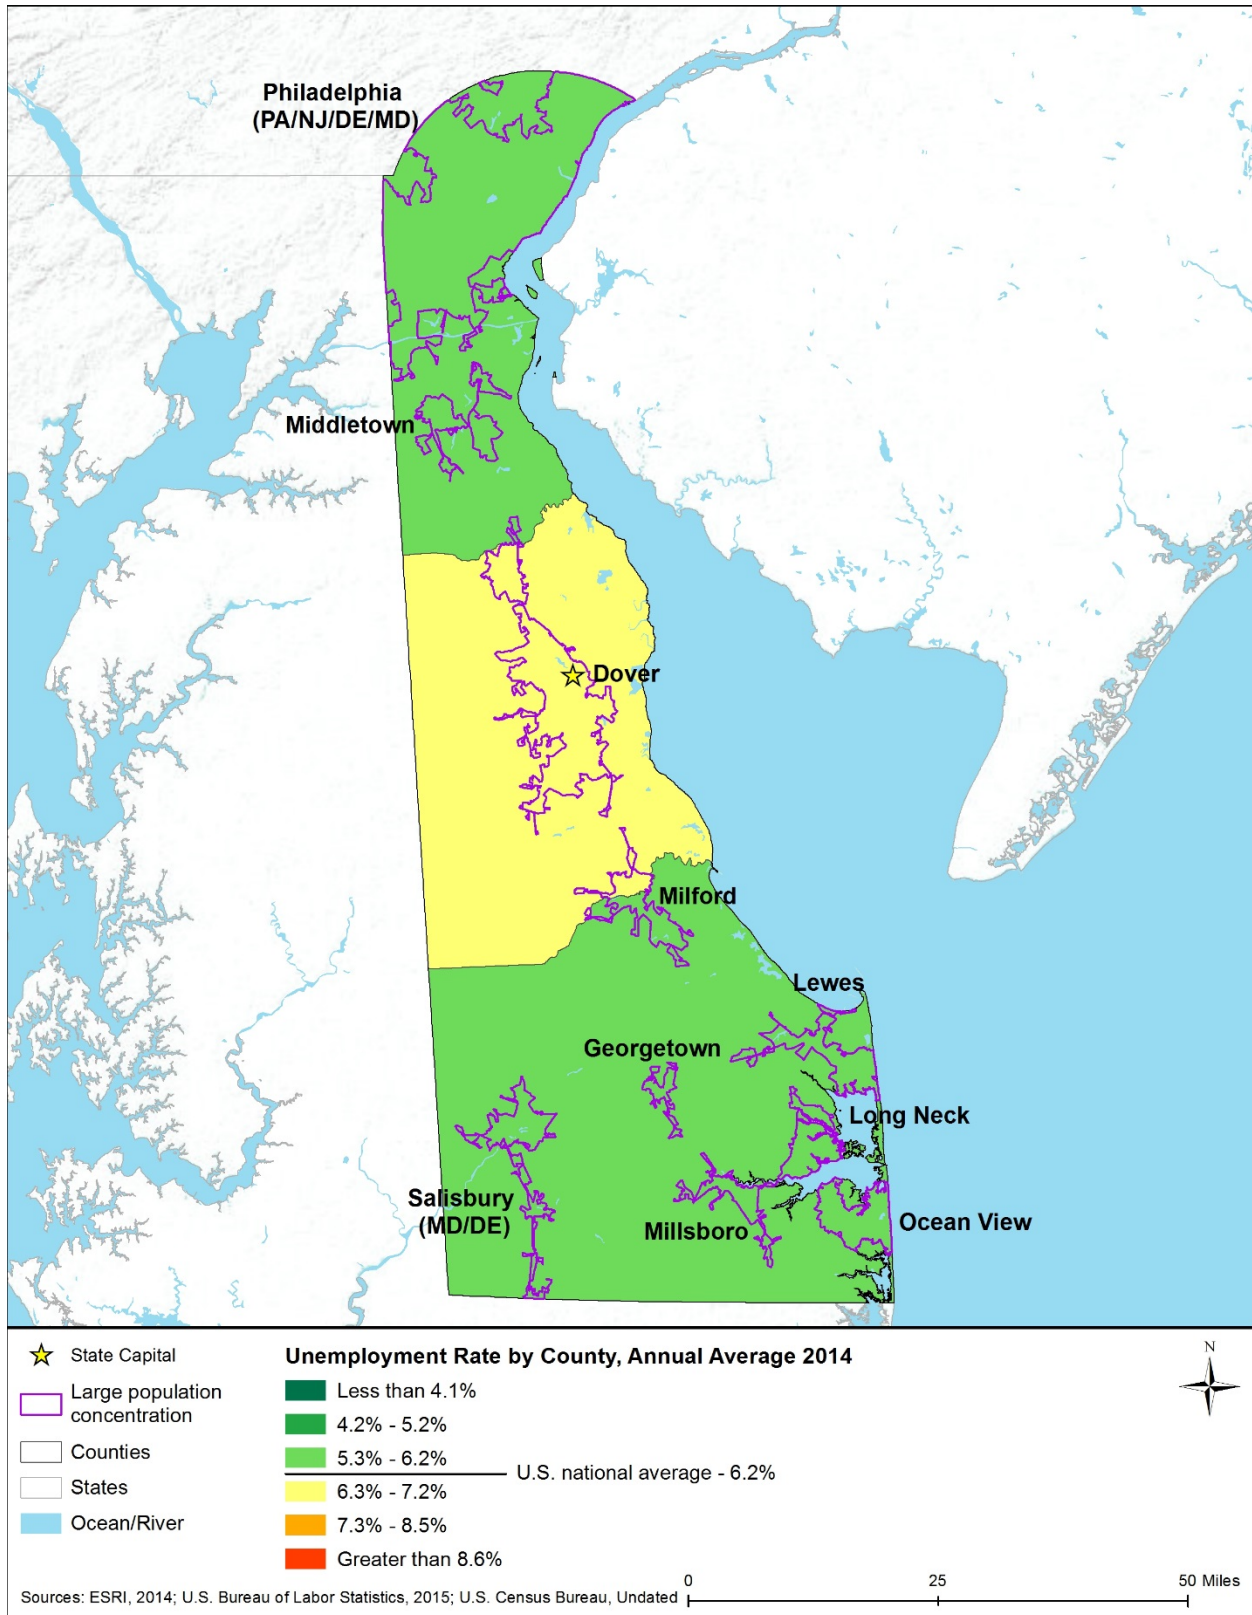 Philadelphia
(PA/NJ/DE/MD)
Middletown
Dover
Milford
Lewes
Georgetown
Long Neck
Salisbury
(MD/DE)
Millsboro
Ocean View
State Capital
Large population
concentration
Counties
States
Ocean/River
Unemployment Rate by County, Annual Average 2014
Less than 4.1%
4.2% - 5.2%
5.3% - 6.2%
U.S. national average - 6.2%
6.3% - 7.2%
7.3% - 8.5%
Greater than 8.6%
N
Sources: ESRI, 2014; U.S. Bureau of Labor Statistics, 2015; U.S. Census Bureau, Undated
0 25 50 Miles